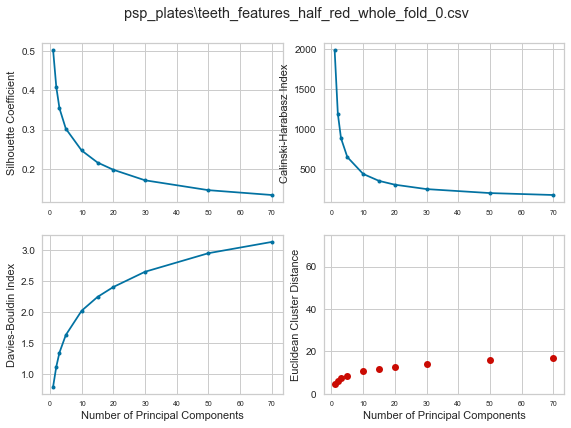 psp_plates\teeth_features_half_red_whole_fold_0.csv
Silhouette Coefficient
0.5
0.4
0.3
0.2
0 10 20 30 40 50 60 70
Calinski-Harabasz Index
2000
1500
1000
500
0 10 20 30 40 50 60 70
Davies-Bouldin Index
3.0
2.5
2.0
1.5
1.0
0 10 20 30 40 50 60 70
Number of Principal Components
Euclidean Cluster Distance
60
40
20
0
0 10 20 30 40 50 60 70
Number of Principal Components